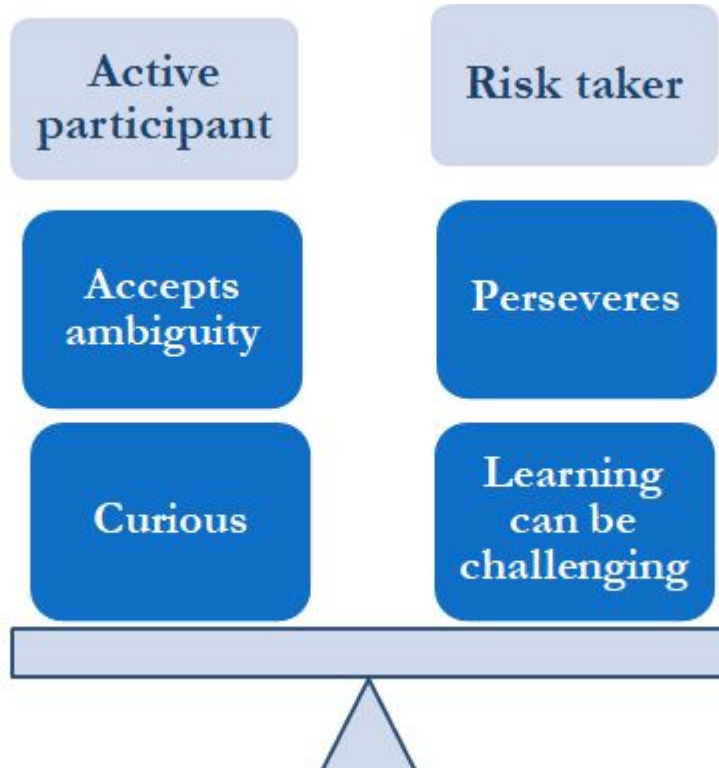 Active
participant
Risk taker
Accepts
ambiguity
Perseveres
Curious
Learning
can be
challenging